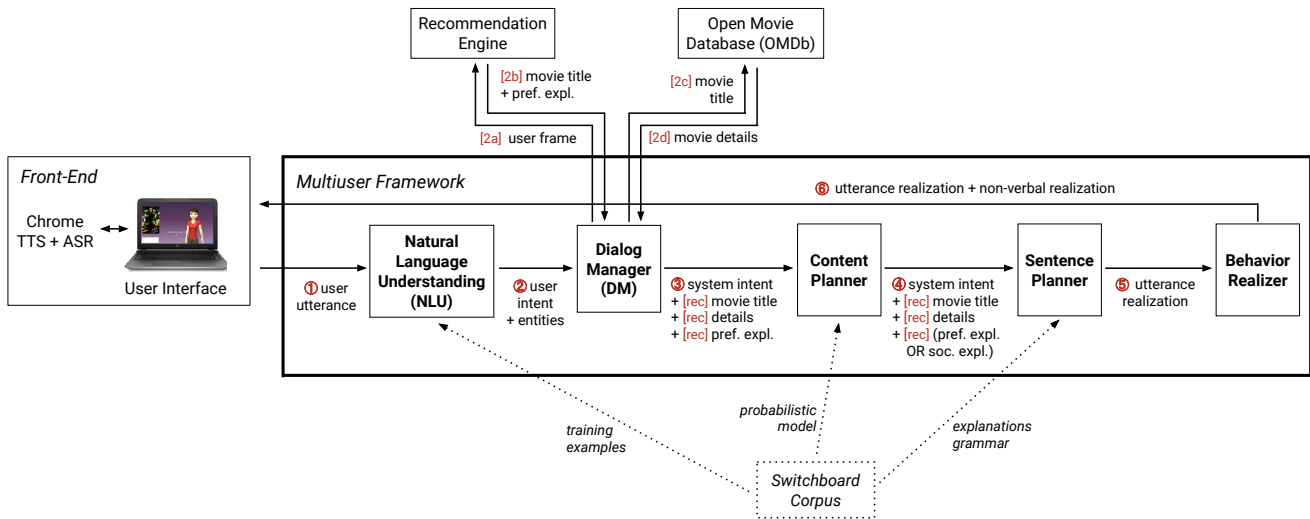 Recommendation
Engine
Open Movie
Database (OMDb)
[2b] movie title
+ pref. expl.
[2c] movie
title
[2a] user frame
[2d] movie details
Front-End
Chrome
TTS + ASR
User Interface
Multiuser Framework
⑥ utterance realization + non-verbal realization
① user
utterance
Natural
Language
Understanding
(NLU)
② user
intent
+ entities
Dialog
Manager
(DM)
③ system intent
+ [rec] movie title
+ [rec] details
+ [rec] pref. expl.
Content
Planner
④ system intent
+ [rec] movie title
+ [rec] details
+ [rec] (pref. expl.
OR soc. expl.)
Sentence
Planner
⑤ utterance
realization
Behavior
Realizer
training
examples
probabilistic
model
explanations
grammar
Switchboard
Corpus